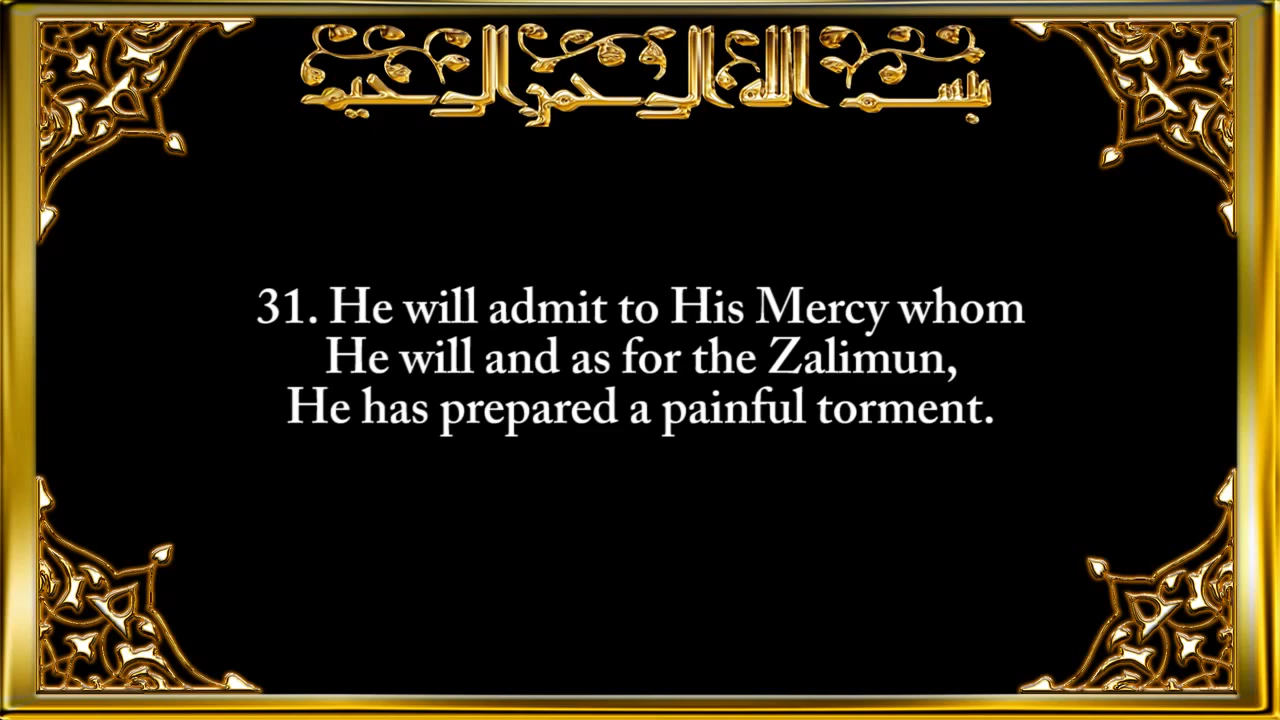 بسم الله الرحمن الرحيم
31. He will admit to His Mercy whom
He will and as for the Zalimun,
He has prepared a painful torment.